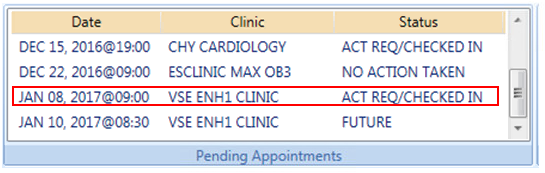 Date Clinic Status
DEC 15, 2016@19:00 CHY CARDIOLOGY ACT REQ/CHECKED IN
DEC 22, 2016@09:00 ESCLINIC MAX OB3 NO ACTION TAKEN
JAN 08, 2017@09:00 VSE ENH1 CLINIC ACT REQ/CHECKED IN
JAN 10, 2017@08:30 VSE ENH1 CLINIC FUTURE
Pending Appointments